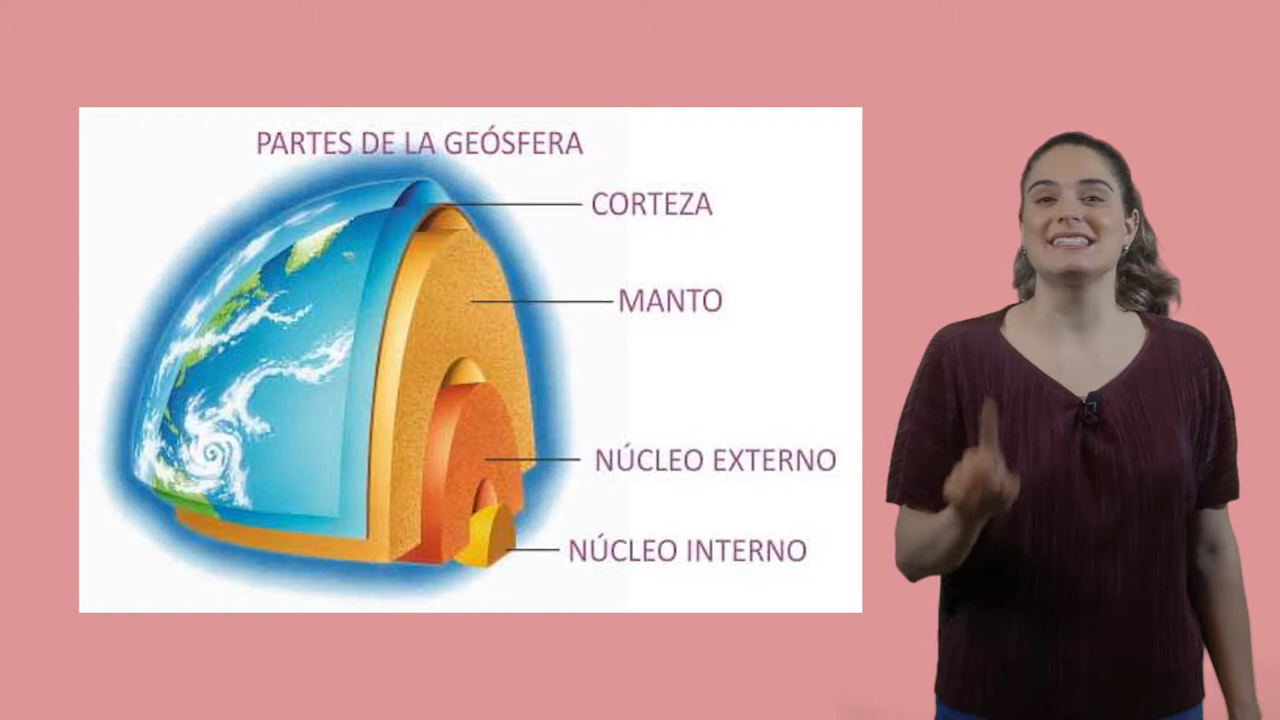 PARTES DE LA GEÓSFERA
CORTEZA
MANTO
NÚCLEO EXTERNO
NÚCLEO INTERNO